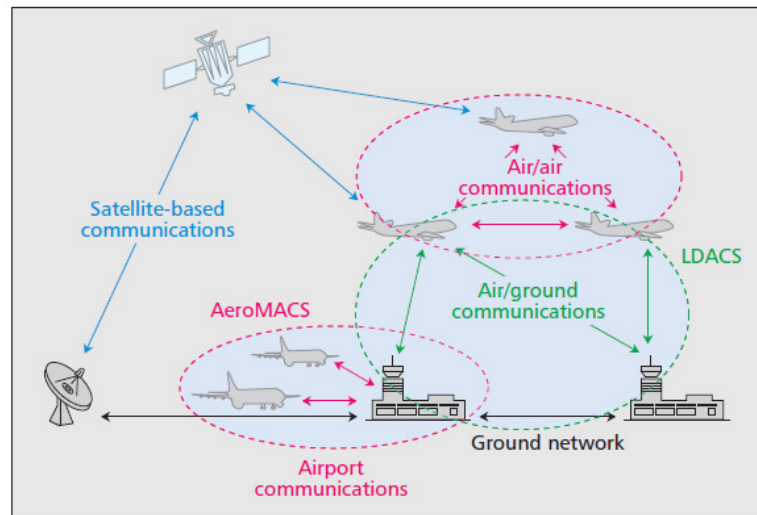 Air/air
communications
Satellite-based
communications
LDACS
Air/ground
communications
AeroMACS
Ground network
Airport
communications